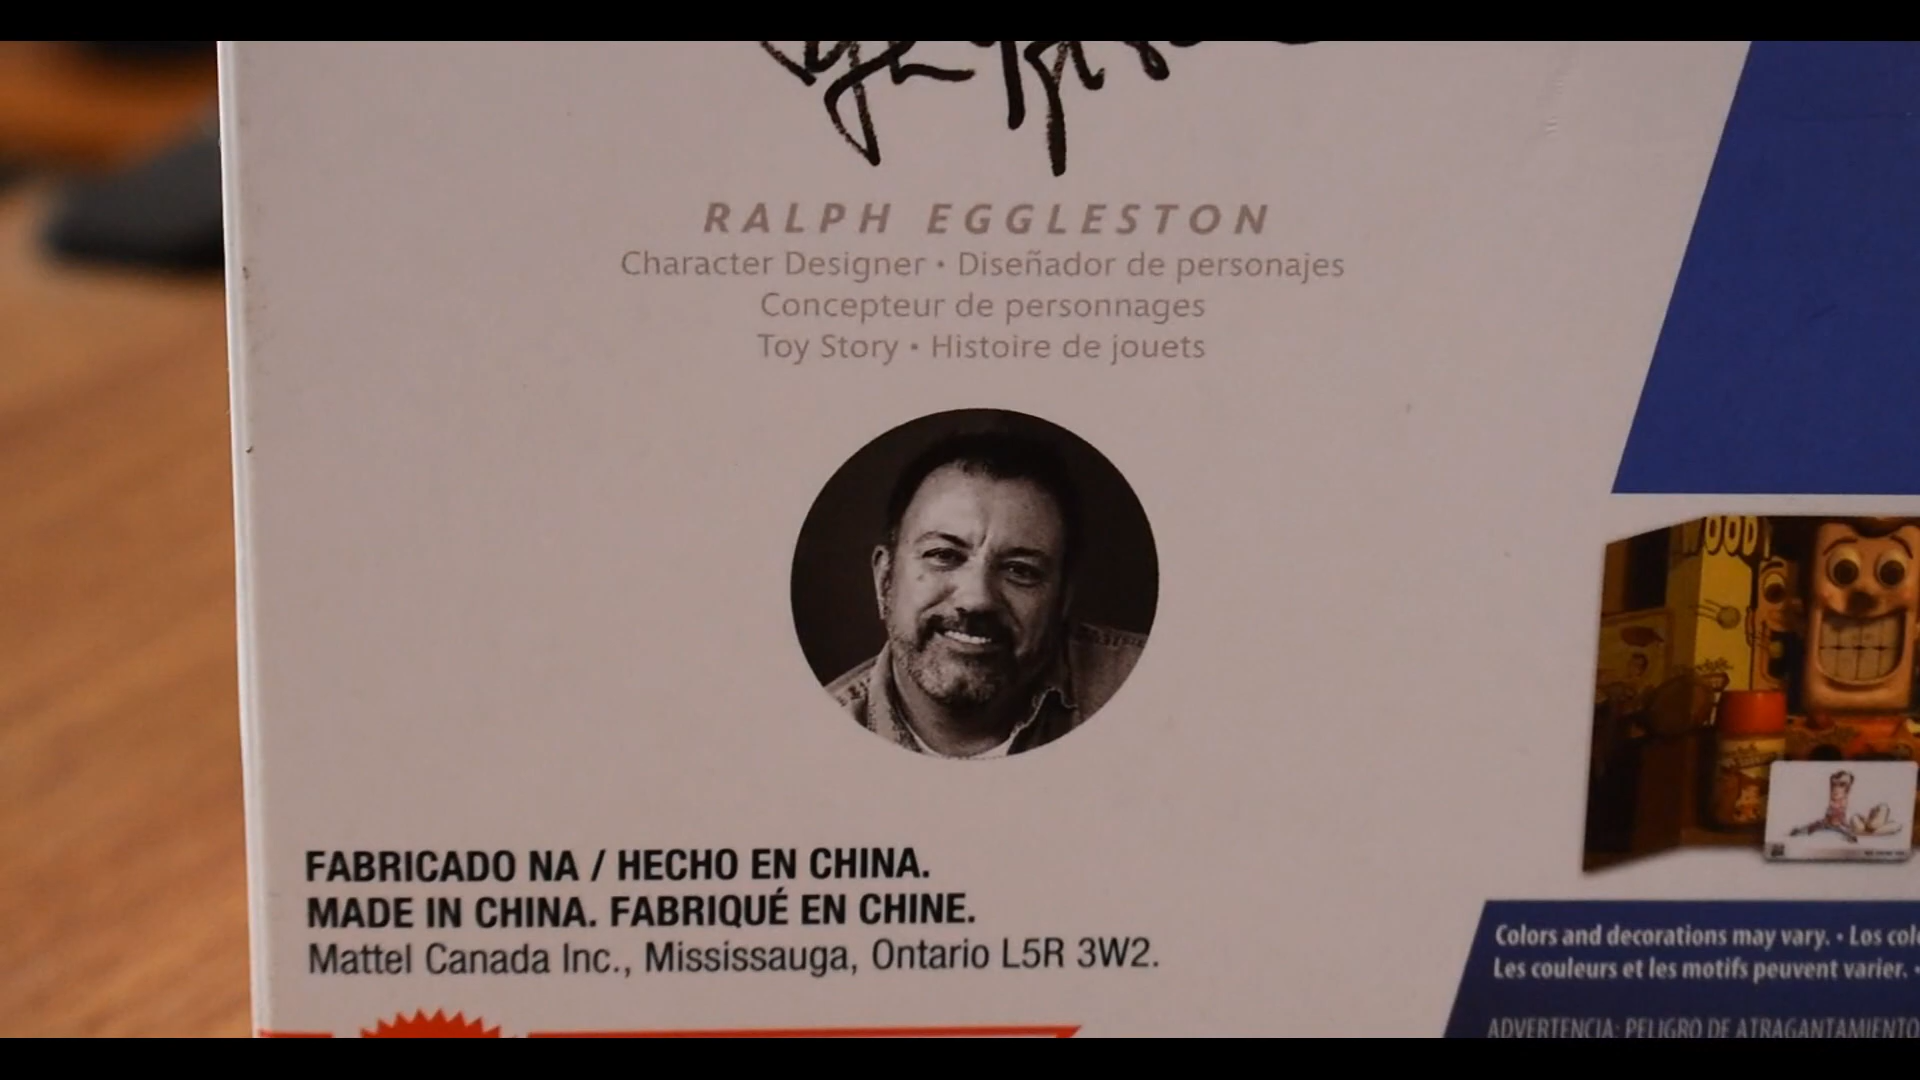 RALPH EGGLESTON
Character Designer • Diseñador de personajes
Concepteur de personnages
Toy Story • Histoire de jouets
FABRICADO NA / HECHO EN CHINA.
MADE IN CHINA. FABRIQUÉ EN CHINE.
Mattel Canada Inc., Mississauga, Ontario L5R 3W2.
WOODY
Colors and decorations may vary. • Los
Les couleurs et les motifs peuvent varier. •
ADVERTENCIA: PELIGRO DE ATRAGANTAMIENTO